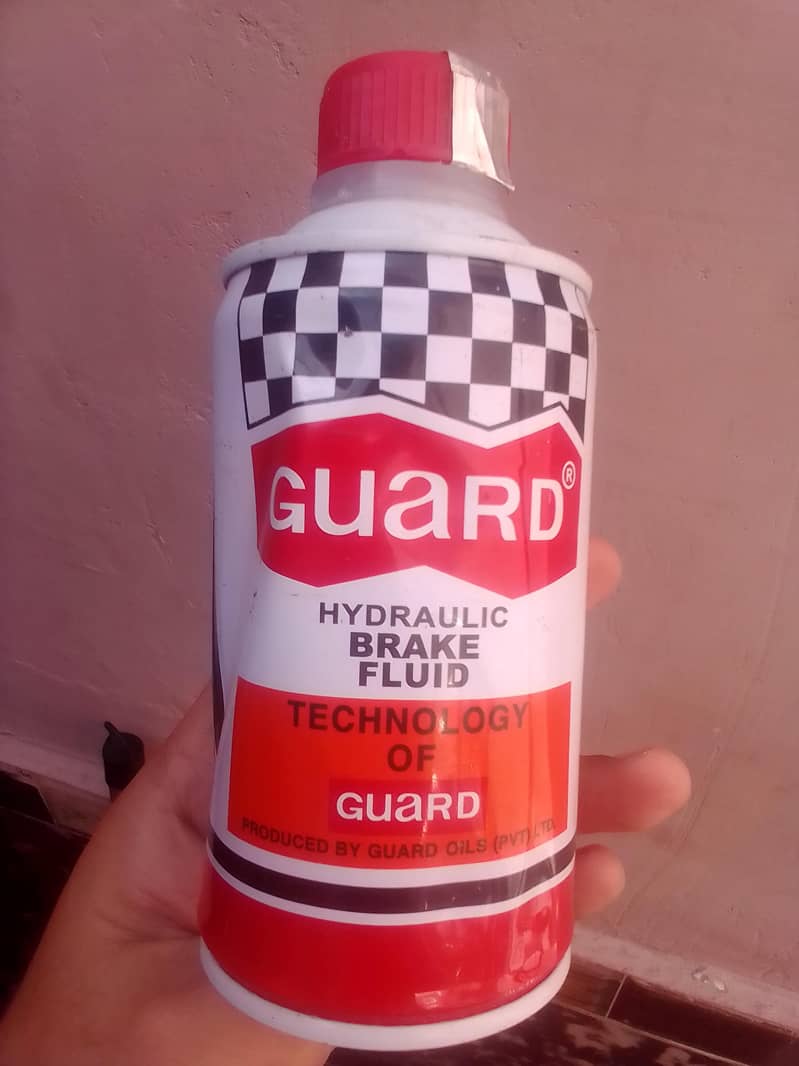 GUaRD®
HYDRAULIC
BRAKE
FLUID
TECHNOLOGY
OF
GUaRD
PRODUCED BY GUARD OILS (PVT) LTD.